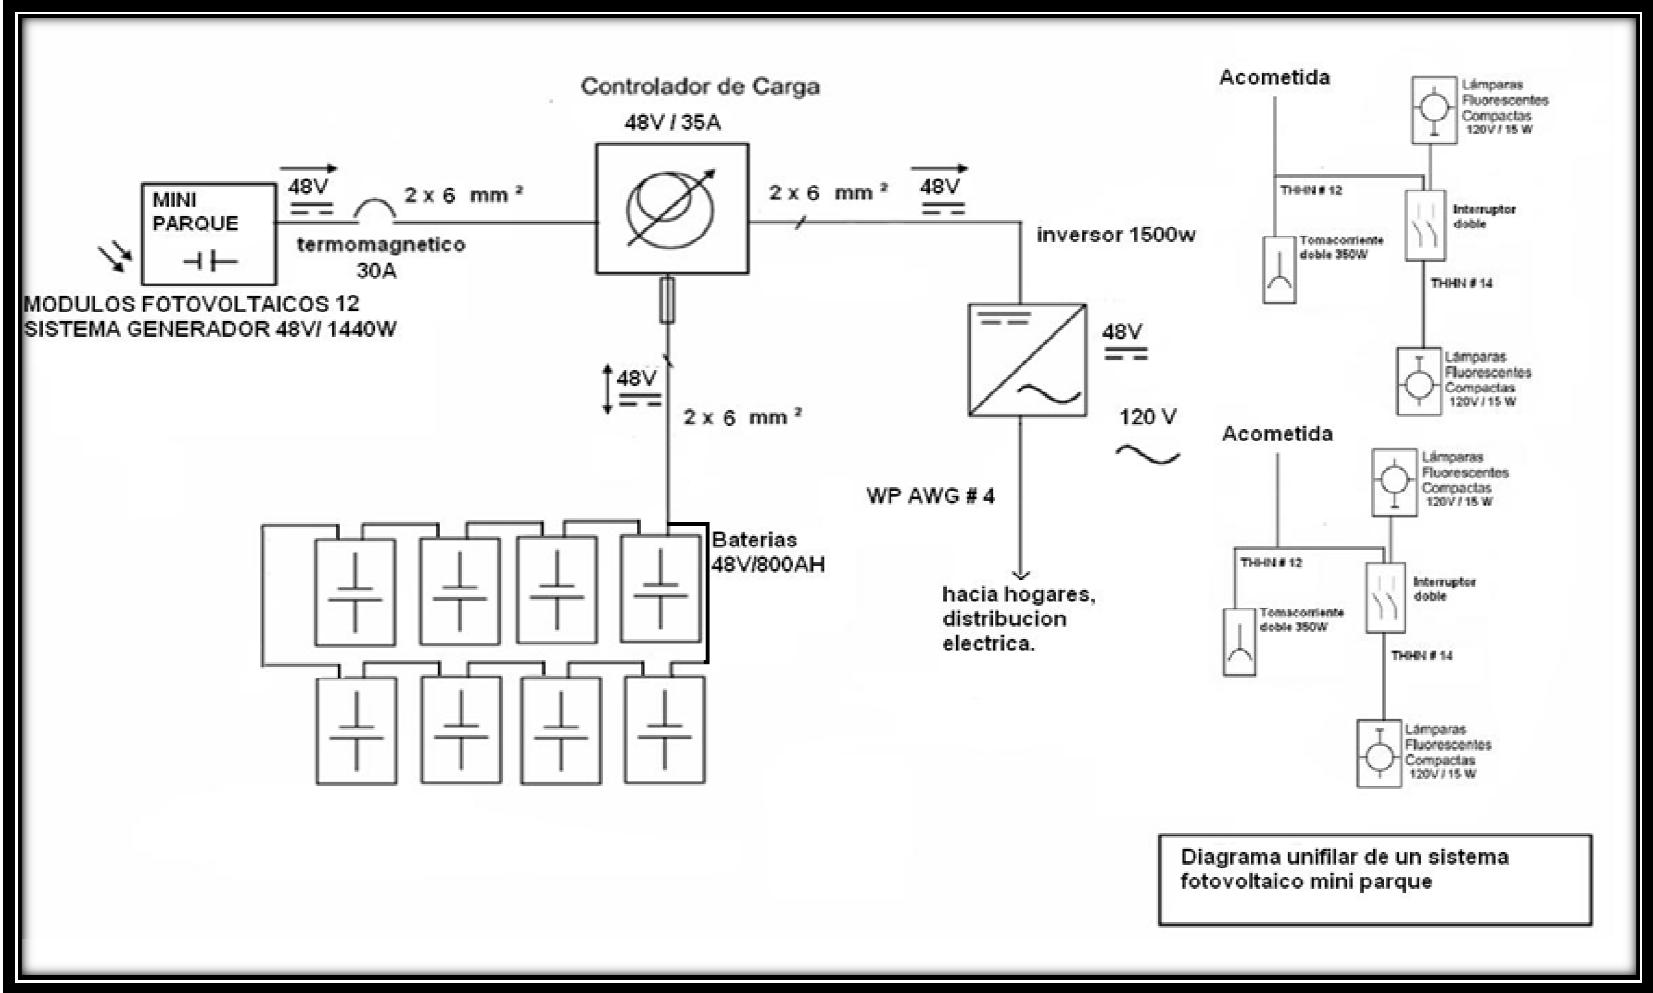 Controlador de Carga
48V / 35A
MINI
PARQUE
48V
2 x 6 mm ²
termomagnetico
30A
MODULOS FOTOVOLTAICOS 12
SISTEMA GENERADOR 48V/ 1440W
2 x 6 mm ²
48V
inversor 1500w
48V
120 V
48V
2 x 6 mm ²
WP AWG # 4
Baterias
48V/800AH
hacia hogares,
distribucion
electrica.
Acometida
Lámparas
Fluorescentes
Compactas
120V / 15 W
THHN # 12
Interruptor
doble
Tomacorriente
doble 350W
THHN # 14
Lámparas
Fluorescentes
Compactas
120V / 15 W
Acometida
Lámparas
Fluorescentes
Compactas
120V / 15 W
THHN # 12
Interruptor
doble
Tomacorriente
doble 350W
THHN # 14
Lámparas
Fluorescentes
Compactas
120V / 15 W
Diagrama unifilar de un sistema
fotovoltaico mini parque